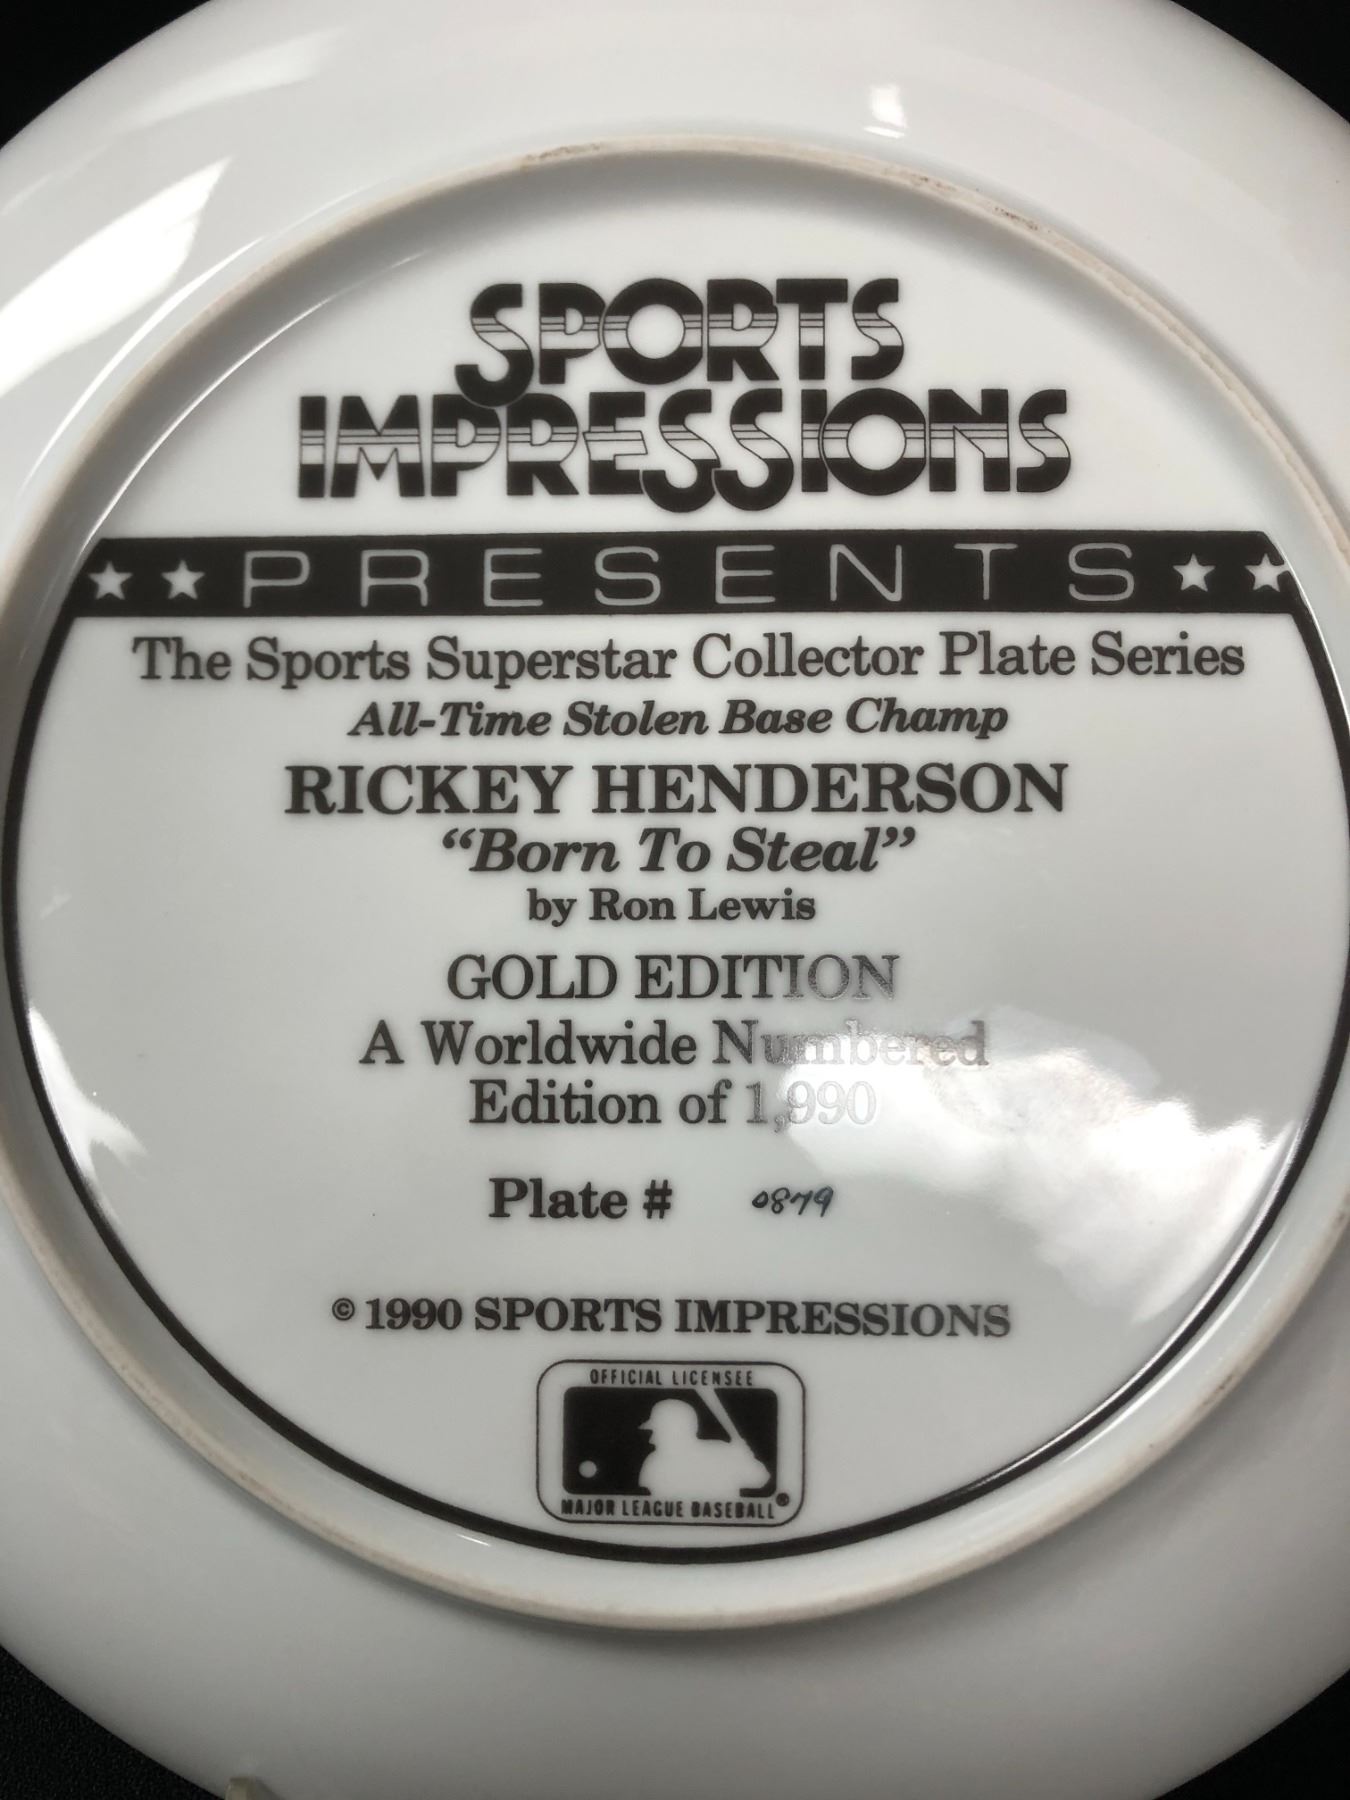 SPORTS
IMPRESSIONS
PRESENTS
The Sports Superstar Collector Plate Series
All-Time Stolen Base Champ
RICKEY HENDERSON
“Born To Steal”
by Ron Lewis
GOLD EDITION
A Worldwide Numbered
Edition of 1,990
Plate # 0879
© 1990 SPORTS IMPRESSIONS
OFFICIAL LICENSEE
MAJOR LEAGUE BASEBALL®